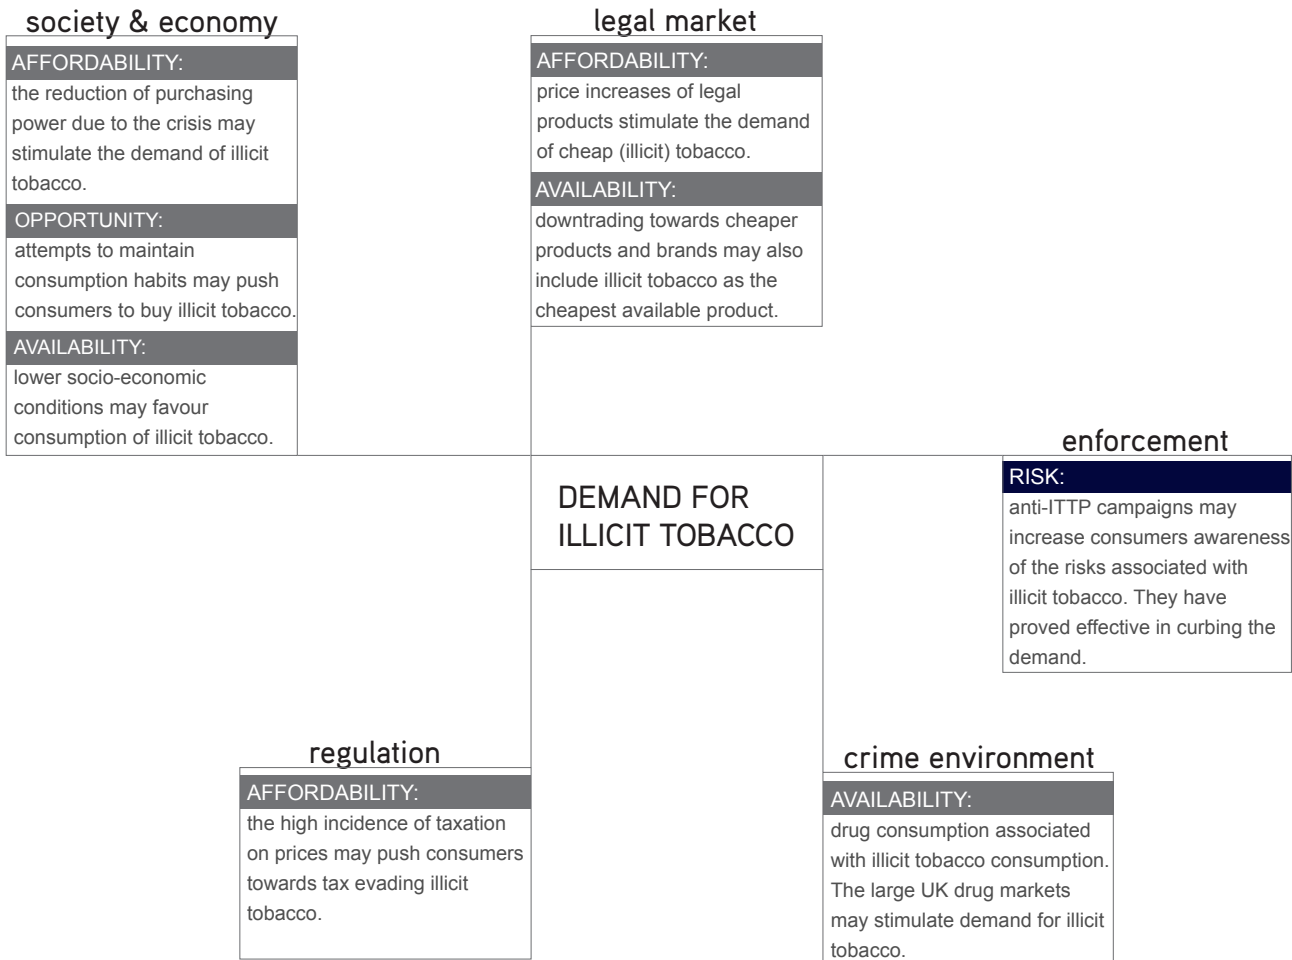 society & economy
AFFORDABILITY:
the reduction of purchasing
power due to the crisis may
stimulate the demand of illicit
tobacco.
OPPORTUNITY:
attempts to maintain
consumption habits may push
consumers to buy illicit tobacco.
AVAILABILITY:
lower socio-economic
conditions may favour
consumption of illicit tobacco.
legal market
AFFORDABILITY:
price increases of legal
products stimulate the demand
of cheap (illicit) tobacco.
AVAILABILITY:
downtrading towards cheaper
products and brands may also
include illicit tobacco as the
cheapest available product.
DEMAND FOR
ILLICIT TOBACCO
enforcement
RISK:
anti-ITTP campaigns may
increase consumers awareness
of the risks associated with
illicit tobacco. They have
proved effective in curbing the
demand.
regulation
AFFORDABILITY:
the high incidence of taxation
on prices may push consumers
towards tax evading illicit
tobacco.
crime environment
AVAILABILITY:
drug consumption associated
with illicit tobacco consumption.
The large UK drug markets
may stimulate demand for illicit
tobacco.